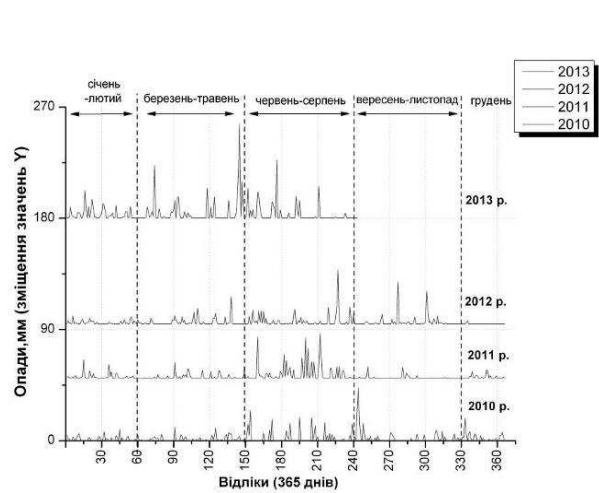 2013
2012
2011
2010
січень
-лютий
березень-травень
червень-серпень
вересень-листопад
грудень
270
180
90
0
Опади,мм (зміщення значень Y)
2013 р.
2012 р.
2011 р.
2010 р.
30 60 90 120 150 180 210 240 270 300 330 360
Відліки (365 днів)